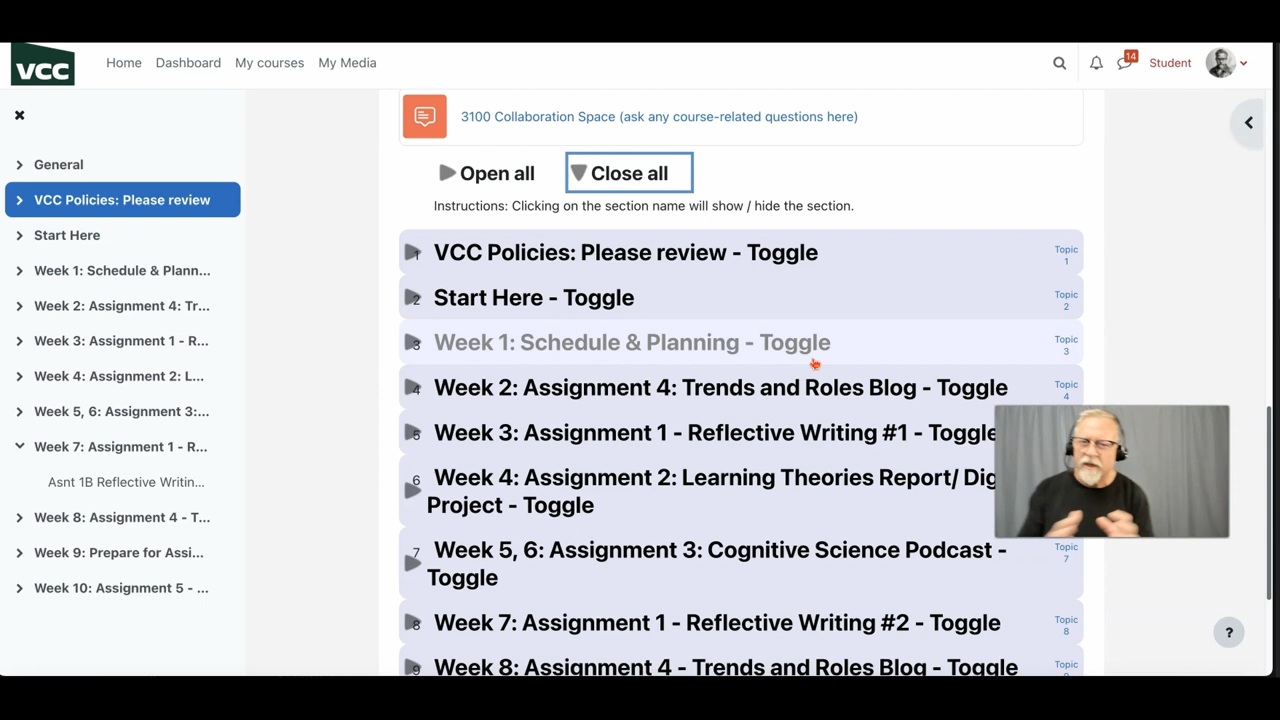 VCC
Home
Dashboard
My courses
My Media
14
Student
General
VCC Policies: Please review
Start Here
Week 1: Schedule & Plann...
Week 2: Assignment 4: Tr...
Week 3: Assignment 1 - R...
Week 4: Assignment 2: L...
Week 5, 6: Assignment 3:...
Week 7: Assignment 1 - R...
Asnt 1B Reflective Writin...
Week 8: Assignment 4 - T...
Week 9: Prepare for Assi...
Week 10: Assignment 5 - ...
3100 Collaboration Space (ask any course-related questions here)
Open all
Close all
Instructions: Clicking on the section name will show / hide the section.
1
VCC Policies: Please review - Toggle
Topic
1
2
Start Here - Toggle
Topic
2
3
Week 1: Schedule & Planning - Toggle
Topic
3
4
Week 2: Assignment 4: Trends and Roles Blog - Toggle
Topic
4
5
Week 3: Assignment 1 - Reflective Writing #1 - Toggle
6
Week 4: Assignment 2: Learning Theories Report/ Dig
Project - Toggle
7
Week 5, 6: Assignment 3: Cognitive Science Podcast -
Toggle
Topic
7
8
Week 7: Assignment 1 - Reflective Writing #2 - Toggle
Topic
8
9
Week 8: Assignment 4 - Trends and Roles Blog - Toggle
Topic
?